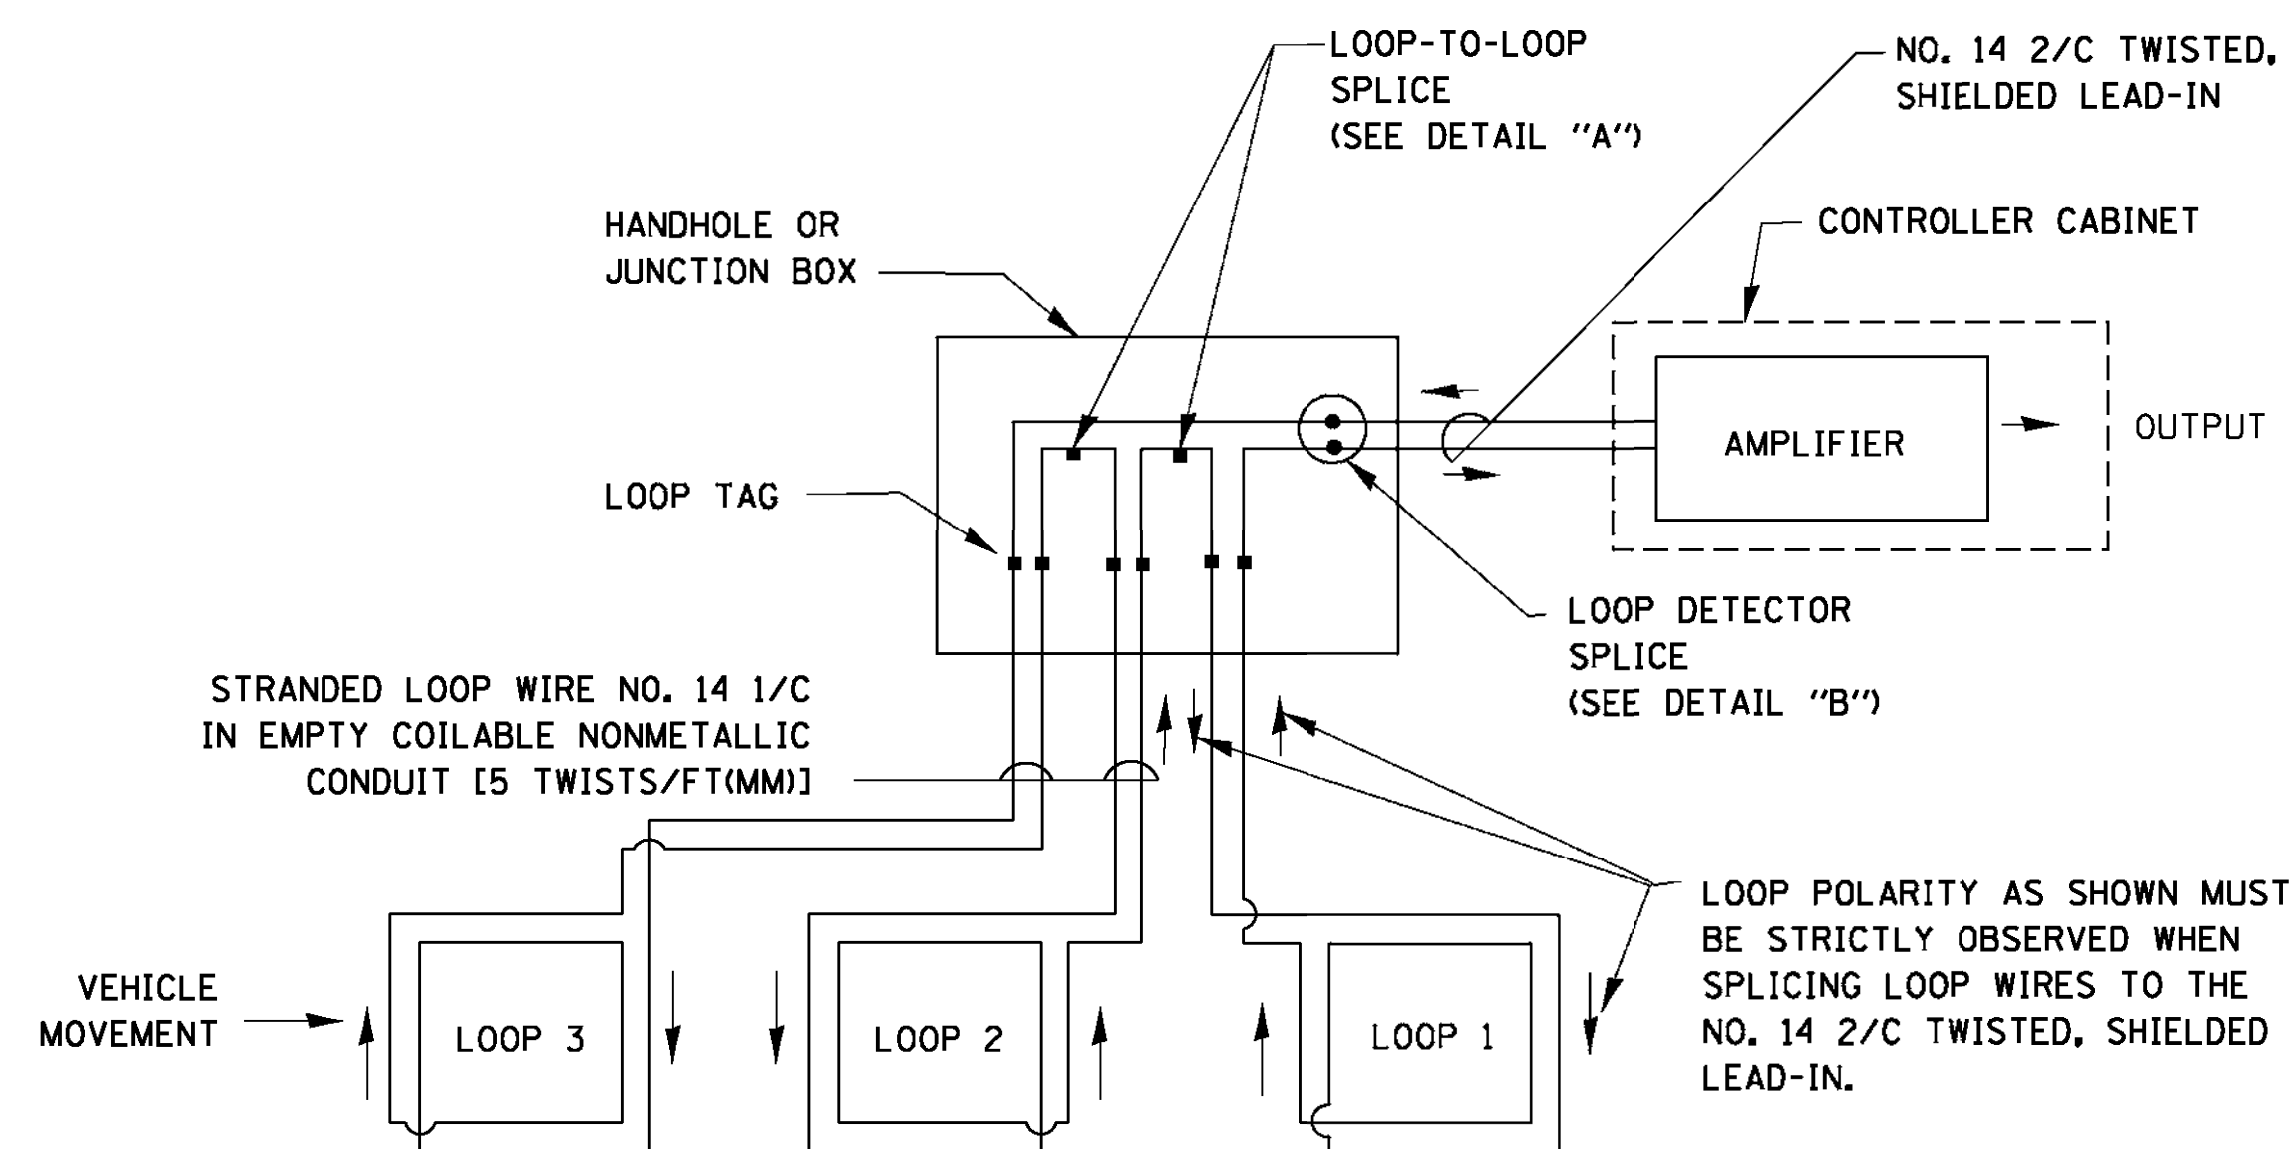 LOOP-TO-LOOP
SPLICE
(SEE DETAIL "A")
NO. 14 2/C TWISTED,
SHIELDED LEAD-IN
HANDHOLE OR
JUNCTION BOX
CONTROLLER CABINET
AMPLIFIER
OUTPUT
LOOP TAG
LOOP DETECTOR
SPLICE
(SEE DETAIL "B")
STRANDED LOOP WIRE NO. 14 1/C
IN EMPTY COILABLE NONMETALLIC
CONDUIT [5 TWISTS/FT(MM)]
LOOP POLARITY AS SHOWN MUST
BE STRICTLY OBSERVED WHEN
SPLICING LOOP WIRES TO THE
NO. 14 2/C TWISTED, SHIELDED
LEAD-IN.
VEHICLE
MOVEMENT
LOOP 3
LOOP 2
LOOP 1